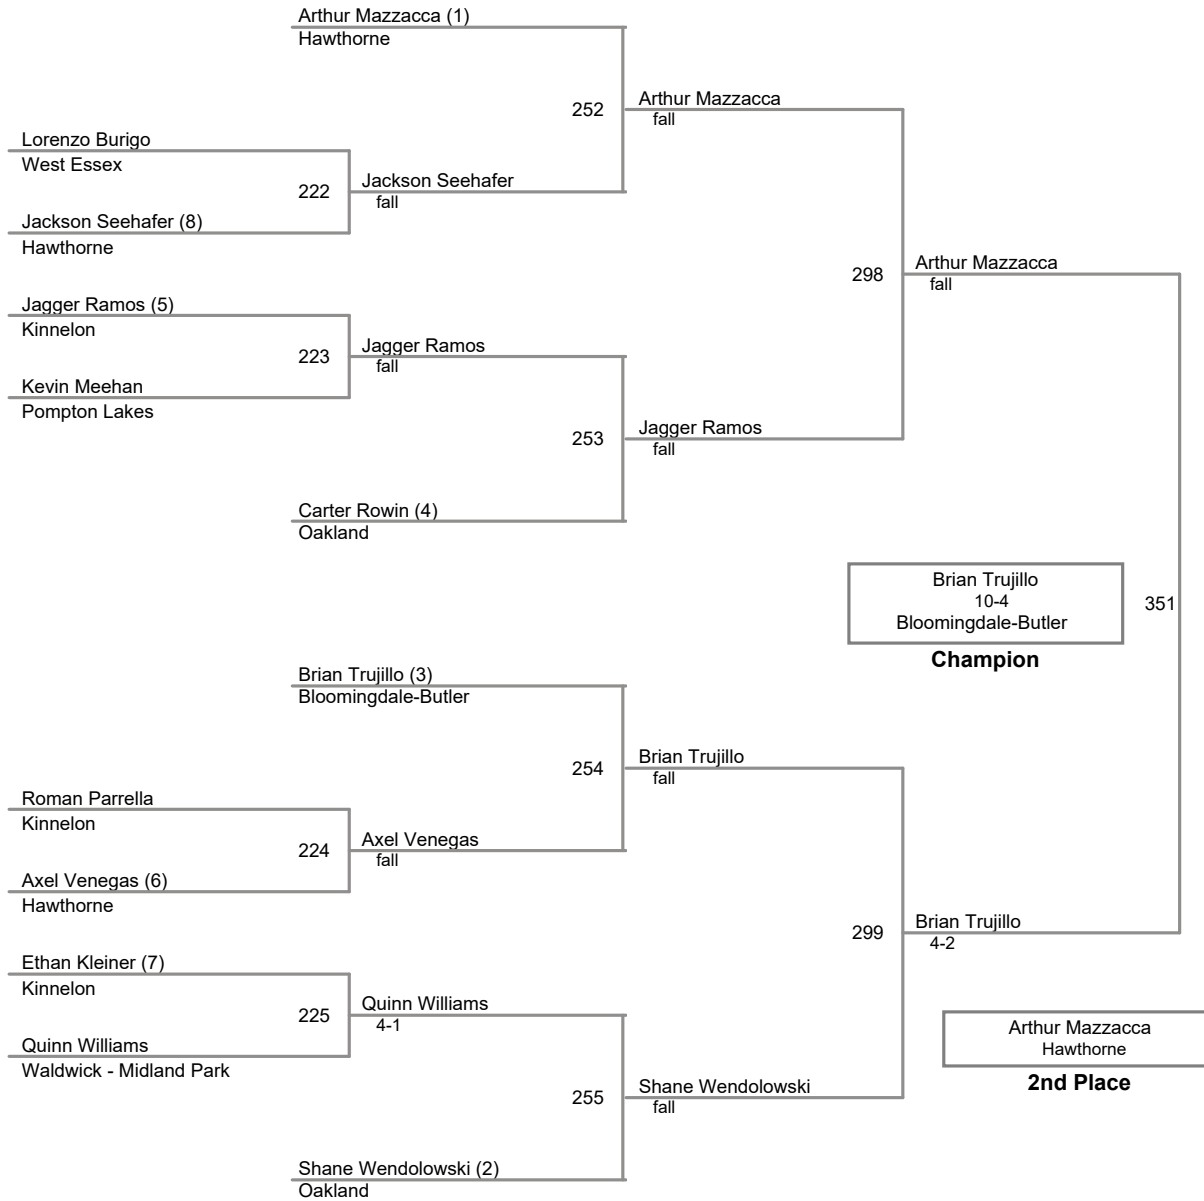 Arthur Mazzacca (1)
Hawthorne
252
Arthur Mazzacca
fall
Lorenzo Burigo
West Essex
222
Jackson Seehafer
fall
Jackson Seehafer (8)
Hawthorne
298
Arthur Mazzacca
fall
Jagger Ramos (5)
Kinnelon
223
Jagger Ramos
fall
Kevin Meehan
Pompton Lakes
253
Jagger Ramos
fall
Carter Rowin (4)
Oakland
Brian Trujillo
10-4
Bloomingdale-Butler
Champion
351
Brian Trujillo (3)
Bloomingdale-Butler
254
Brian Trujillo
fall
Roman Parrella
Kinnelon
224
Axel Venegas
fall
Axel Venegas (6)
Hawthorne
299
Brian Trujillo
4-2
Ethan Kleiner (7)
Kinnelon
225
Quinn Williams
4-1
Quinn Williams
Waldwick - Midland Park
Arthur Mazzacca
Hawthorne
2nd Place
255
Shane Wendolowski
fall
Shane Wendolowski (2)
Oakland